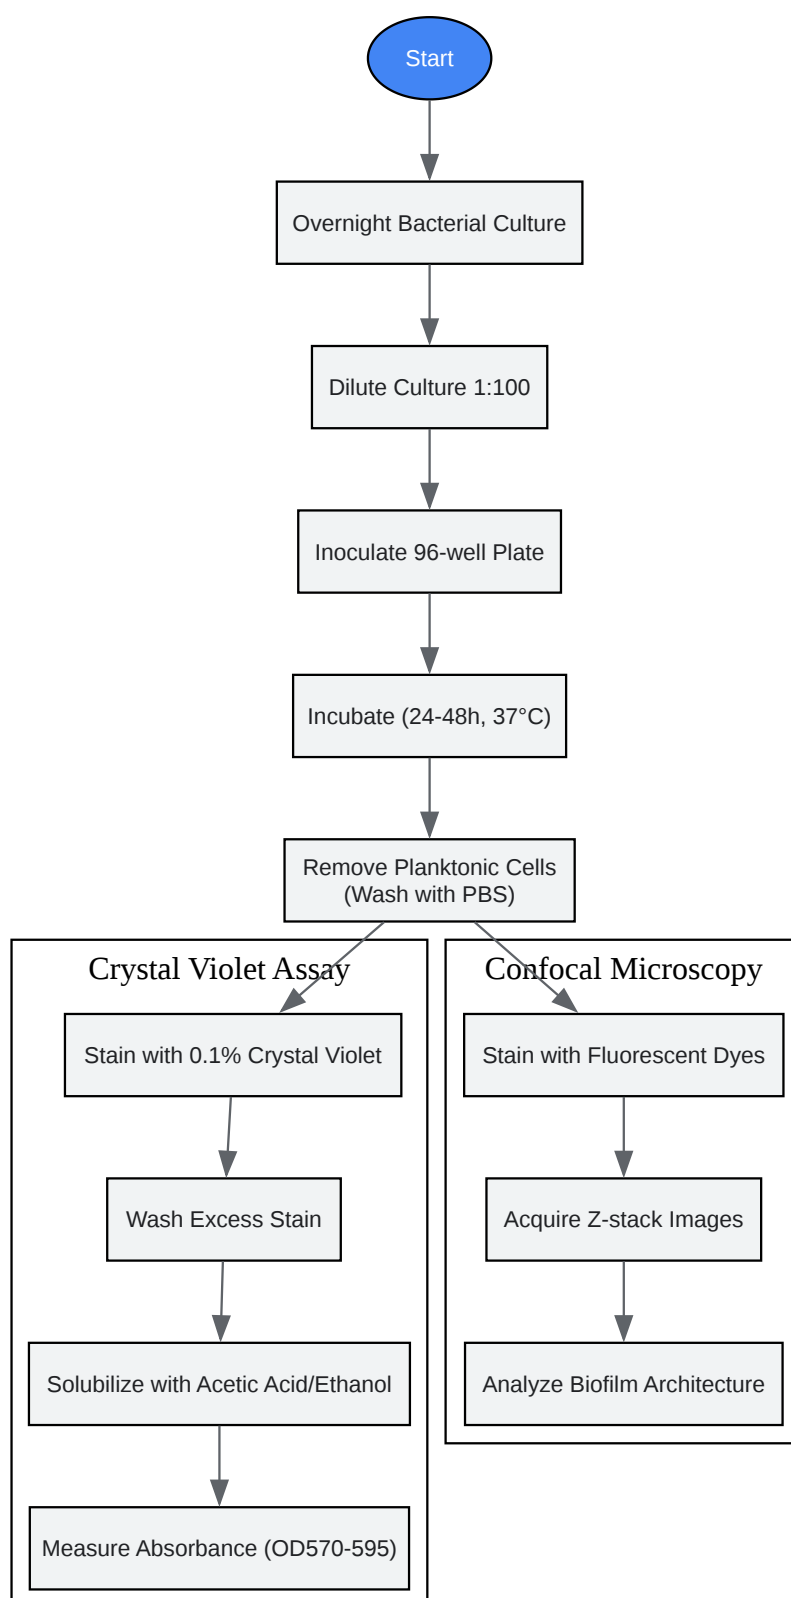 Start
Overnight Bacterial Culture
Dilute Culture 1:100
Inoculate 96-well Plate
Incubate (24-48h, 37°C)
Remove Planktonic Cells
(Wash with PBS)
Crystal Violet Assay
Stain with 0.1% Crystal Violet
Wash Excess Stain
Solubilize with Acetic Acid/Ethanol
Measure Absorbance (OD570-595)
Confocal Microscopy
Stain with Fluorescent Dyes
Acquire Z-stack Images
Analyze Biofilm Architecture